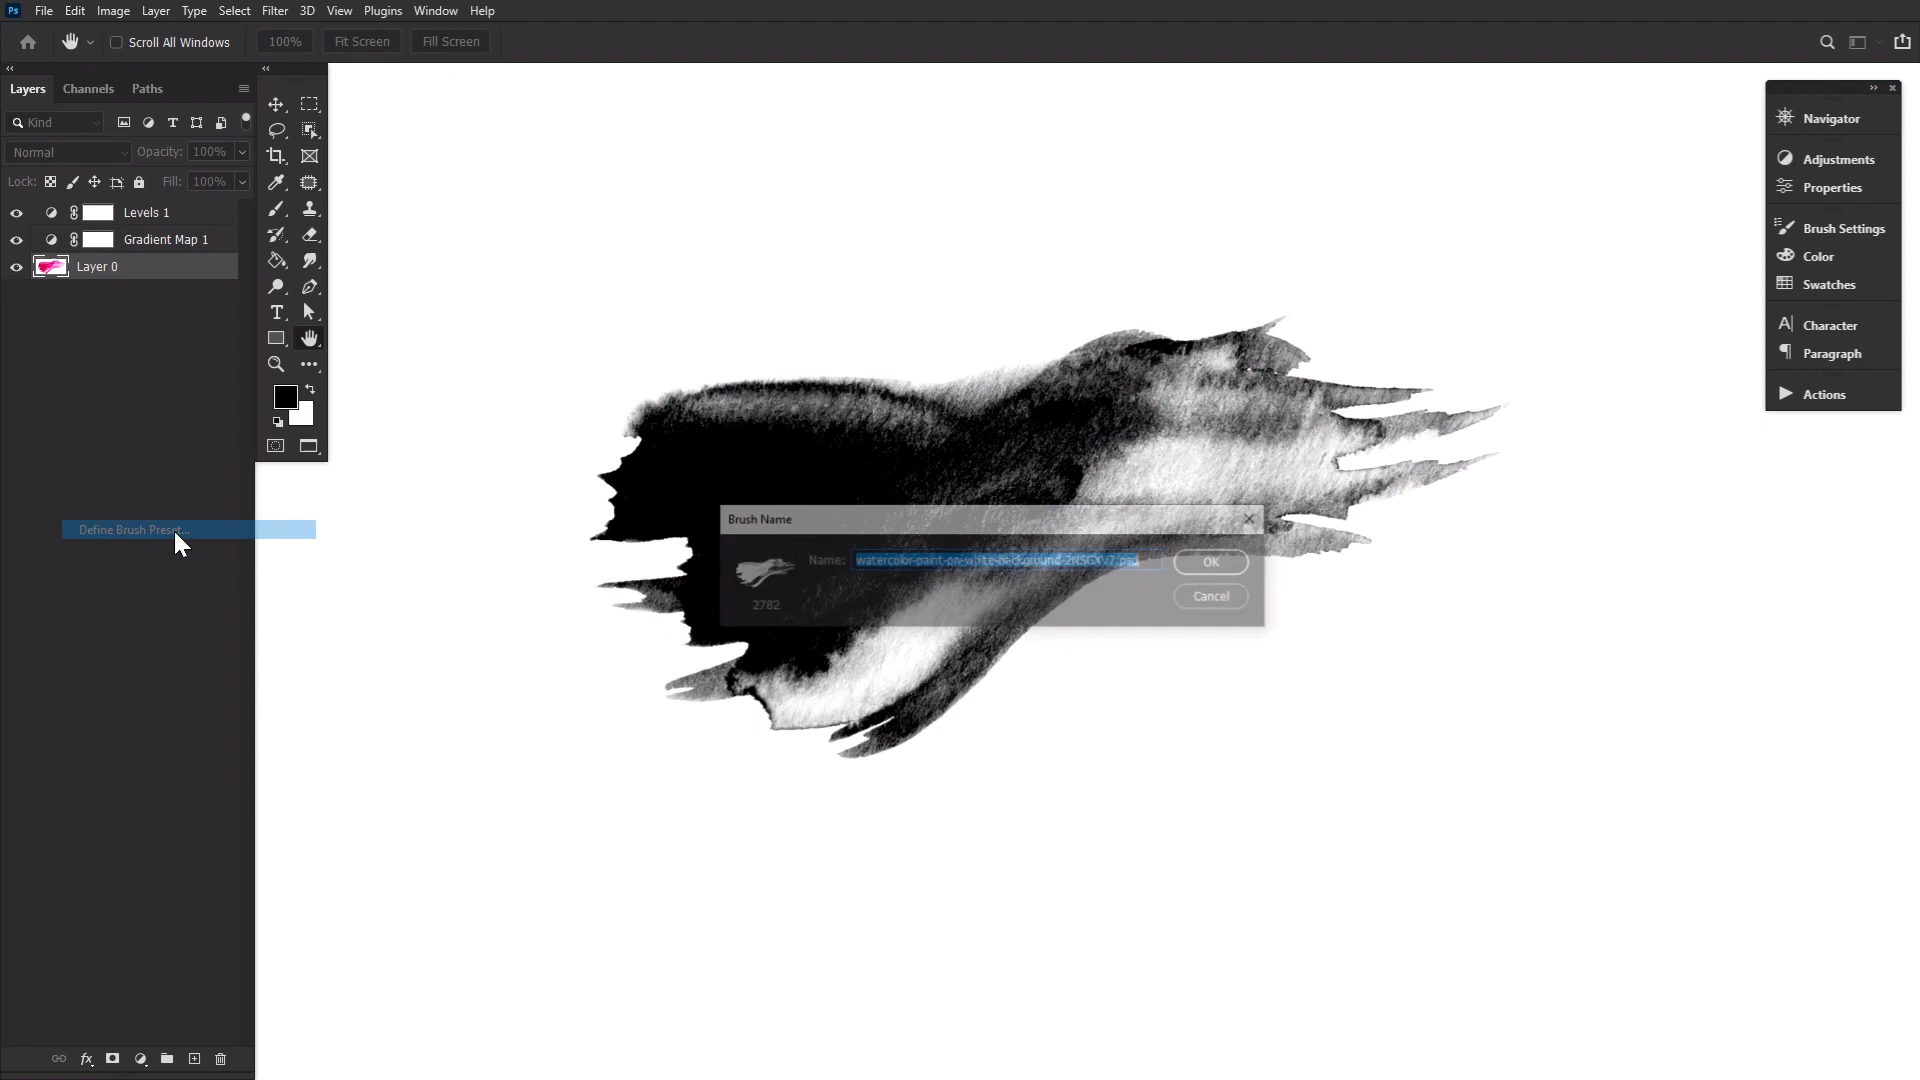 Ps File Edit Image Layer Type Select Filter 3D View Plugins Window Help
Scroll All Windows 100% Fit Screen Fill Screen
Layers Channels Paths
Kind
Normal Opacity: 100%
Lock: Fill: 100%
Levels 1
Gradient Map 1
Layer 0
Define Brush Preset...
Brush Name
Name:
OK
2782
Cancel
Navigator
Adjustments
Properties
Brush Settings
Color
Swatches
Character
Paragraph
Actions